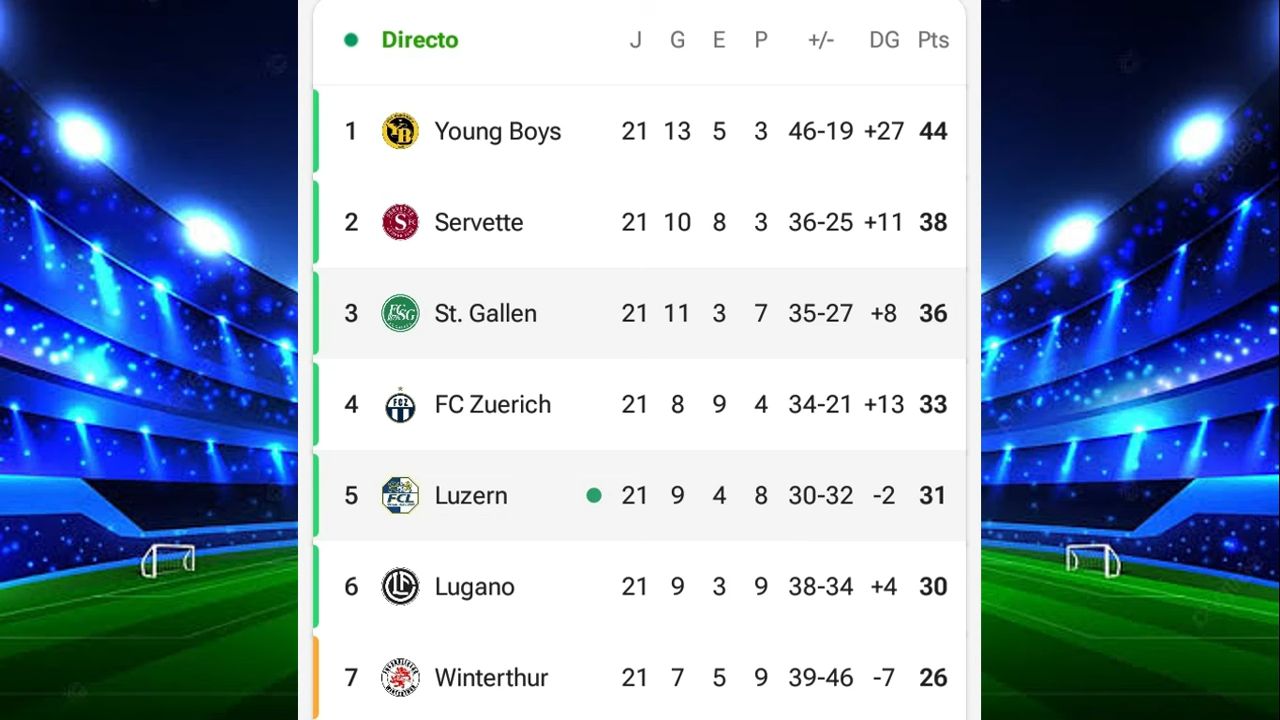 Directo J G E P +/- DG Pts
1 Young Boys 21 13 5 3 46-19 +27 44
2 Servette 21 10 8 3 36-25 +11 38
3 St. Gallen 21 11 3 7 35-27 +8 36
4 FC Zuerich 21 8 9 4 34-21 +13 33
5 Luzern 21 9 4 8 30-32 -2 31
6 Lugano 21 9 3 9 38-34 +4 30
7 Winterthur 21 7 5 9 39-46 -7 26